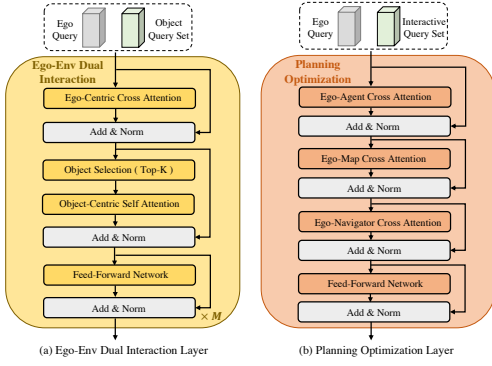 Ego
Query
Object
Query Set
Ego-Env Dual
Interaction
Ego-Centric Cross Attention
Add & Norm
Object Selection ( Top-K )
Object-Centric Self Attention
Add & Norm
Feed-Forward Network
Add & Norm
× M
(a) Ego-Env Dual Interaction Layer
Ego
Query
Interactive
Query Set
Planning
Optimization
Ego-Agent Cross Attention
Add & Norm
Ego-Map Cross Attention
Add & Norm
Ego-Navigator Cross Attention
Add & Norm
Feed-Forward Network
Add & Norm
(b) Planning Optimization Layer